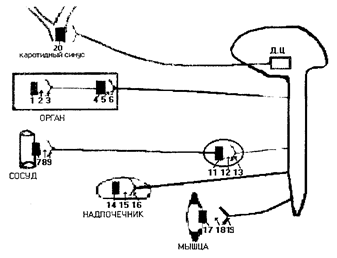 20
каротидный синус
Д.Ц
1 2 3
4 5 6
ОРГАН
7 8 9
СОСУД
11 12 13
14 15 16
НАДПОЧЕЧНИК
17 18 19
МЫШЦА